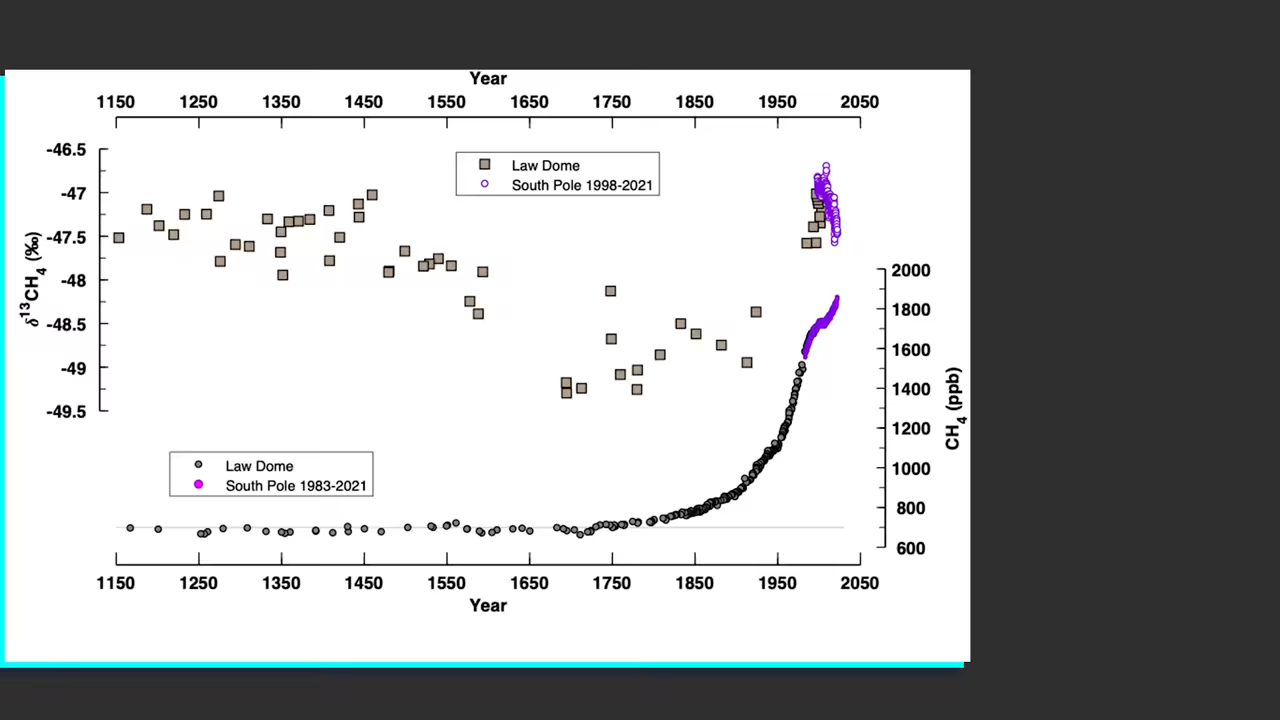 Year
1150 1250 1350 1450 1550 1650 1750 1850 1950 2050
-46.5
-47
-47.5
-48
-48.5
-49
-49.5
δ13CH4 (‰)
Law Dome
South Pole 1998-2021
2000
1800
1600
1400
1200
1000
800
600
CH4 (ppb)
Law Dome
South Pole 1983-2021
1150 1250 1350 1450 1550 1650 1750 1850 1950 2050
Year